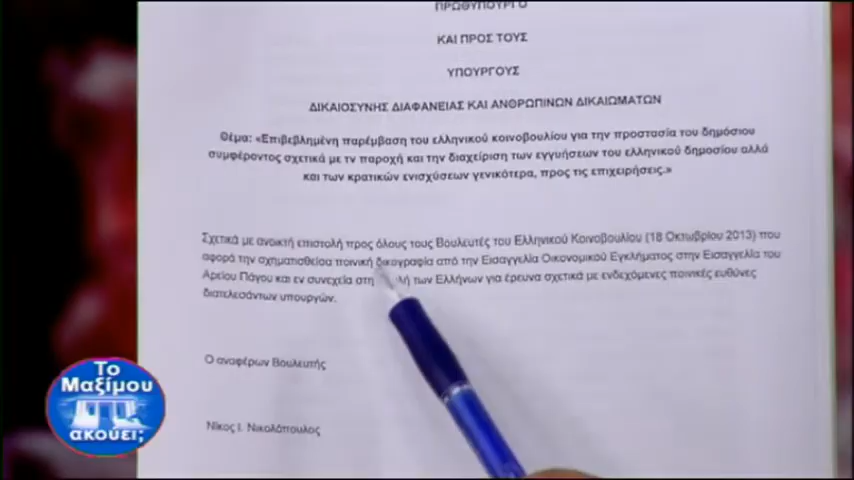 ΠΡΩΘΥΠΟΥΡΓΟ
ΚΑΙ ΠΡΟΣ ΤΟΥΣ
ΥΠΟΥΡΓΟΥΣ
ΔΙΚΑΙΟΣΥΝΗΣ ΔΙΑΦΑΝΕΙΑΣ ΚΑΙ ΑΝΘΡΩΠΙΝΩΝ ΔΙΚΑΙΩΜΑΤΩΝ
Θέμα: «Επιβεβλημένη παρέμβαση του ελληνικού κοινοβουλίου για την προστασία του δημόσιου
συμφέροντος σχετικά με τν παροχή και την διαχείριση των εγγυήσεων του ελληνικού δημοσίου αλλά
και των κρατικών ενισχύσεων γενικότερα, προς τις επιχειρήσεις.»
Σχετικά με ανοικτή επιστολή προς όλους τους Βουλευτές του Ελληνικού Κοινοβουλίου (18 Οκτωβρίου 2013) που
αφορά την σχηματισθείσα ποινική δικογραφία από την Εισαγγελία Οικονομικού Εγκλήματος στην Εισαγγελία του
Αρείου Πάγου και εν συνεχεία στη των Ελλήνων για έρευνα σχετικά με ενδεχόμενες ποινικές ευθύνες
διατελεσάντων υπουργών.
Ο αναφέρων Βουλευτής
Νίκος Ι. Νικολόπουλος
Το
Μαξίμου
ακούει;